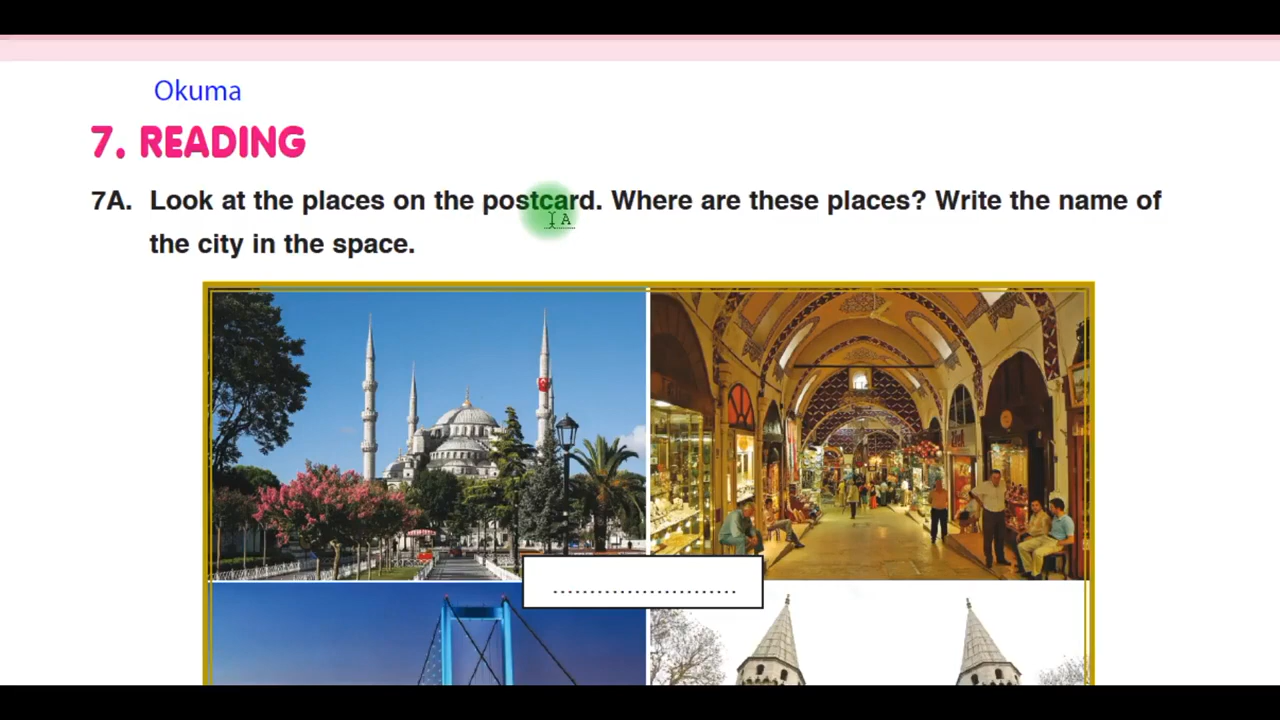 Okuma
7. READING
7A. Look at the places on the postcard. Where are these places? Write the name of
the city in the space.
.........................